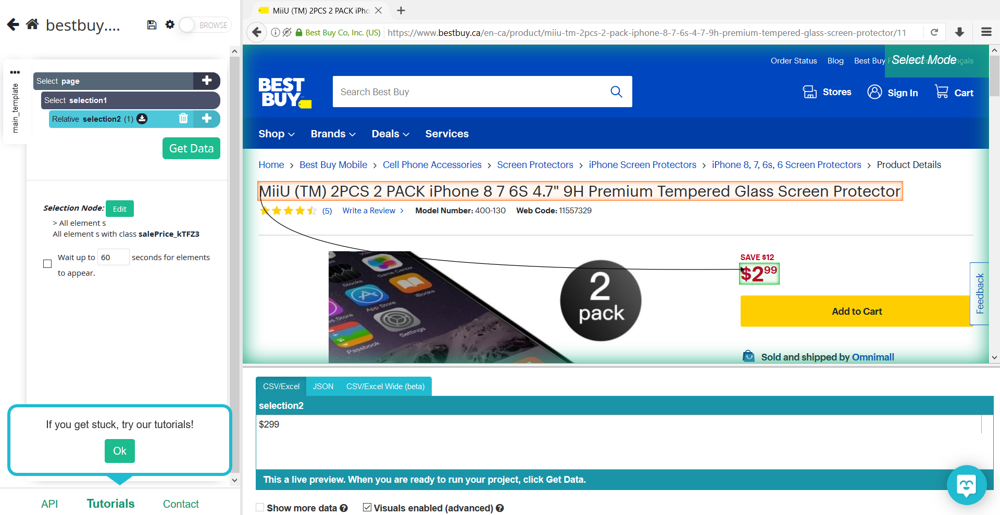 bestbuy....
BROWSE
main_template
Select page
Select selection1
Relative selection2 (1)
Get Data
Selection Node: Edit
> All element s
All element s with class salePrice_kTFZ3
Wait up to 60 seconds for elements
to appear.
If you get stuck, try our tutorials!
Ok
API Tutorials Contact
MiiU (TM) 2PCS 2 PACK iPho
Best Buy Co, Inc. (US) https://www.bestbuy.ca/en-ca/product/miiu-tm-2pcs-2-pack-iphone-8-7-6s-4-7-9h-premium-tempered-glass-screen-protector/11
Order Status Blog Best Buy
Select Mode
BEST
BUY
Search Best Buy
Stores Sign In Cart
Shop Brands Deals Services
Home > Best Buy Mobile > Cell Phone Accessories > Screen Protectors > iPhone Screen Protectors > iPhone 8, 7, 6s, 6 Screen Protectors > Product Details
MiiU (TM) 2PCS 2 PACK iPhone 8 7 6S 4.7" 9H Premium Tempered Glass Screen Protector
(5) Write a Review > Model Number: 400-130 Web Code: 11557329
Game Center
Stocks
iBooks
App Store
Settings
Passbook
2
pack
SAVE $12
$299
Add to Cart
Feedback
Sold and shipped by Omnimall
CSV/Excel JSON CSV/Excel Wide (beta)
selection2
$299
This a live preview. When you are ready to run your project, click Get Data.
Show more data Visuals enabled (advanced)